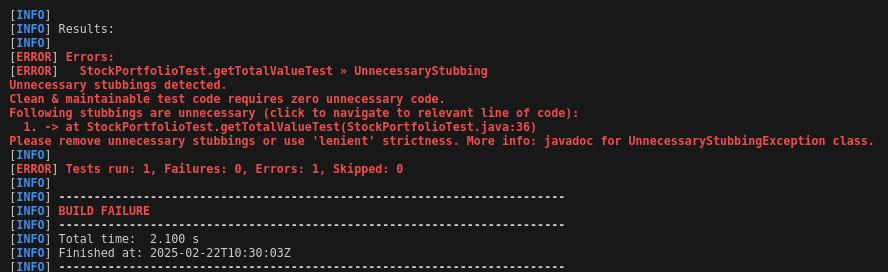 [INFO]
[INFO] Results:
[INFO]
[ERROR] Errors:
[ERROR]   StockPortfolioTest.getTotalValueTest » UnnecessaryStubbing
Unnecessary stubbings detected.
Clean & maintainable test code requires zero unnecessary code.
Following stubbings are unnecessary (click to navigate to relevant line of code):
  1. -> at StockPortfolioTest.getTotalValueTest(StockPortfolioTest.java:36)
Please remove unnecessary stubbings or use 'lenient' strictness. More info: javadoc for UnnecessaryStubbingException class.
[INFO]
[ERROR] Tests run: 1, Failures: 0, Errors: 1, Skipped: 0
[INFO]
[INFO] ------------------------------------------------------------------------
[INFO] BUILD FAILURE
[INFO] ------------------------------------------------------------------------
[INFO] Total time:  2.100 s
[INFO] Finished at: 2025-02-22T10:30:03Z
[INFO] ------------------------------------------------------------------------